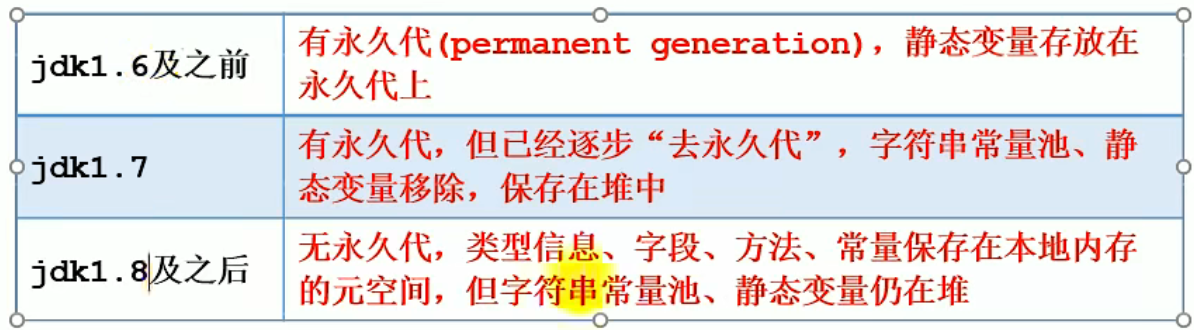 jdk1.6及之前
有永久代(permanent generation)，静态变量存放在
永久代上
jdk1.7
有永久代，但已经逐步“去永久代”，字符串常量池、静
态变量移除，保存在堆中
jdk1.8及之后
无永久代，类型信息、字段、方法、常量保存在本地内存
的元空间，但字符串常量池、静态变量仍在堆